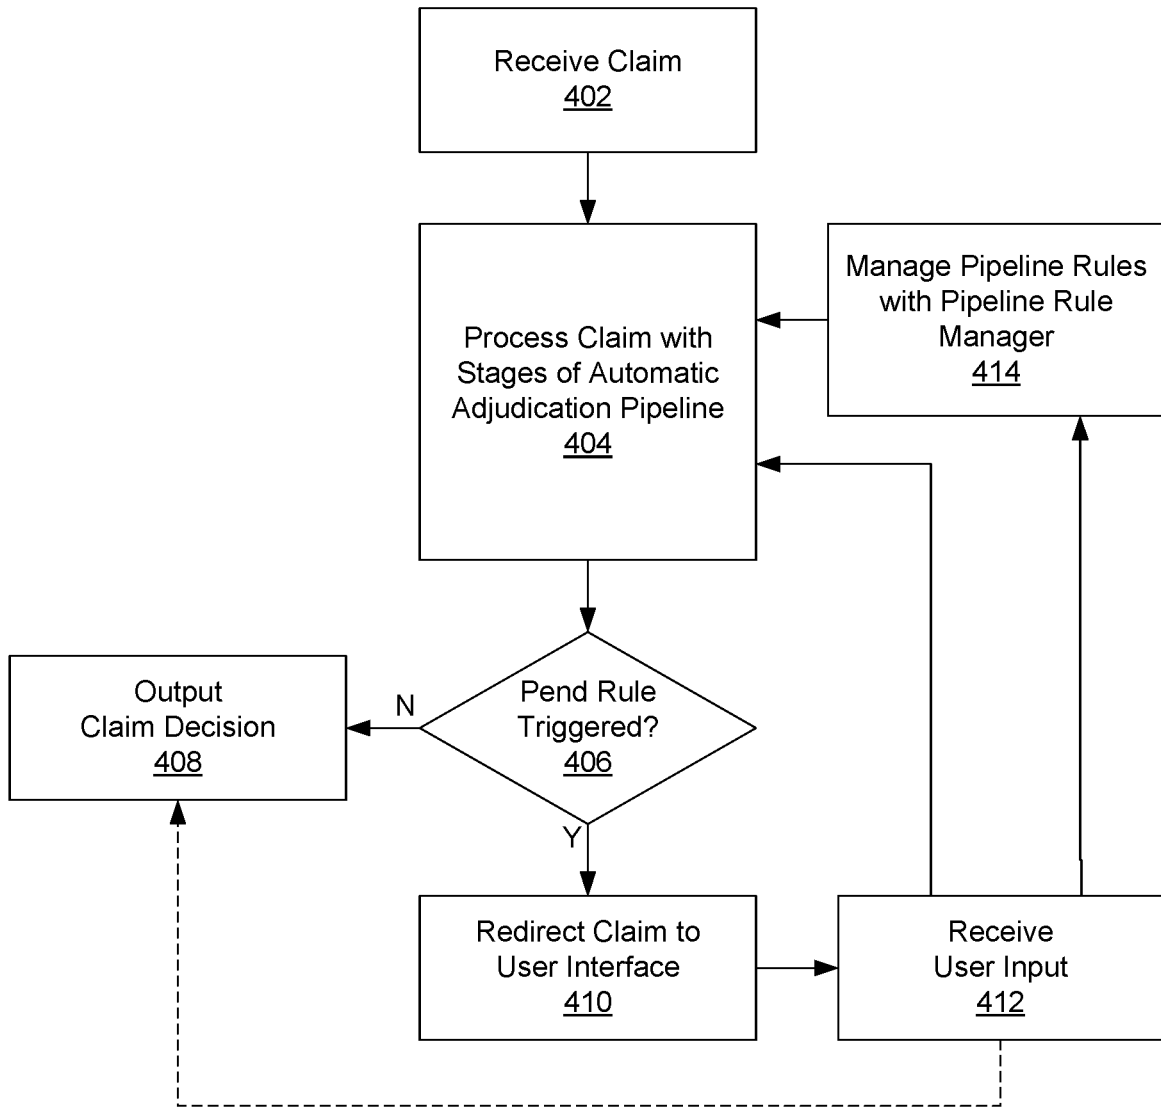 Receive Claim
402
Manage Pipeline Rules
with Pipeline Rule
Manager
414
Process Claim with
Stages of Automatic
Adjudication Pipeline
404
Pend Rule
Triggered?
406
N
Output
Claim Decision
408
Y
Redirect Claim to
User Interface
410
Receive
User Input
412